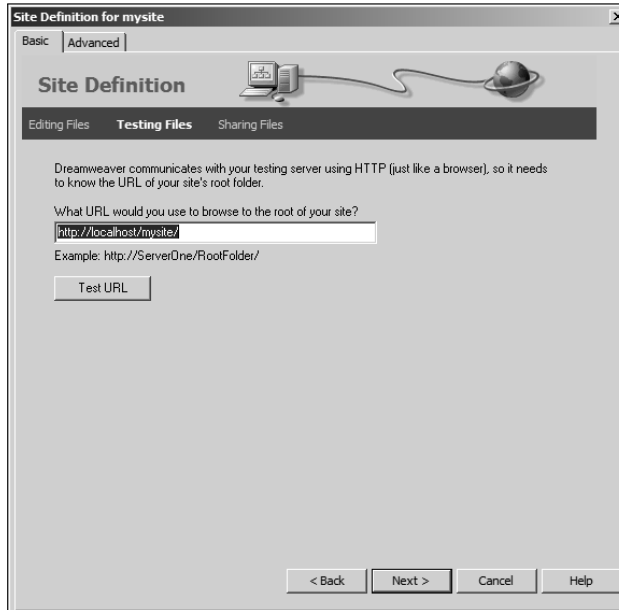 Site Definition for mysite
Basic Advanced
Site Definition
Editing Files Testing Files Sharing Files
Dreamweaver communicates with your testing server using HTTP (just like a browser), so it needs
to know the URL of your site's root folder.
What URL would you use to browse to the root of your site?
http://localhost/mysite/
Example: http://ServerOne/RootFolder/
Test URL
< Back Next > Cancel Help